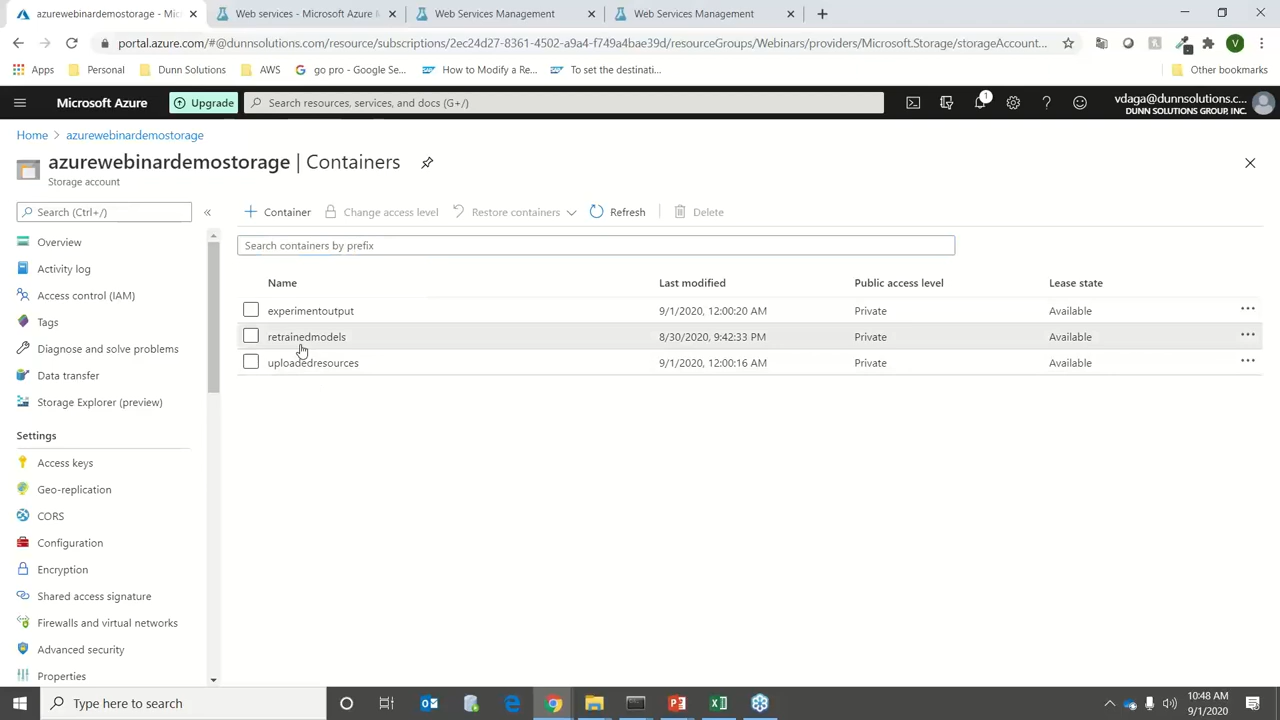 azurewebinardemostorage - Mic
Web services - Microsoft Azure
Web Services Management
Web Services Management
portal.azure.com/#@dunnsolutions.org/resource/subscriptions/2ec24e27-8361-4502-a9a4-f749a4bae39d/resourceGroups/Webinars/providers/Microsoft.Storage/storageAccount...
V
Apps
Personal
Dunn Solutions
AWS
go pro - Google Se...
How to Modify a Re...
To set the destinati...
Other bookmarks
Microsoft Azure
Upgrade
Search resources, services, and docs (G+/)
1
vdaga@dunnsolutions.c...
DUNN SOLUTIONS GROUP, INC.
Home > azurewebinardemostorage
azurewebinardemostorage | Containers
Storage account
Search (Ctrl+/)
«
Overview
Activity log
Access control (IAM)
Tags
Diagnose and solve problems
Data transfer
Storage Explorer (preview)
Settings
Access keys
Geo-replication
CORS
Configuration
Encryption
Shared access signature
Firewalls and virtual networks
Advanced security
Properties
+ Container
Change access level
Restore containers
Refresh
Delete
Search containers by prefix
Name Last modified Public access level Lease state
experimentoutput 9/1/2020, 12:00:20 AM Private Available ...
retrainedmodels 8/30/2020, 9:42:33 PM Private Available ...
uploadedresources 9/1/2020, 12:00:16 AM Private Available ...
Type here to search
10:48 AM
9/1/2020